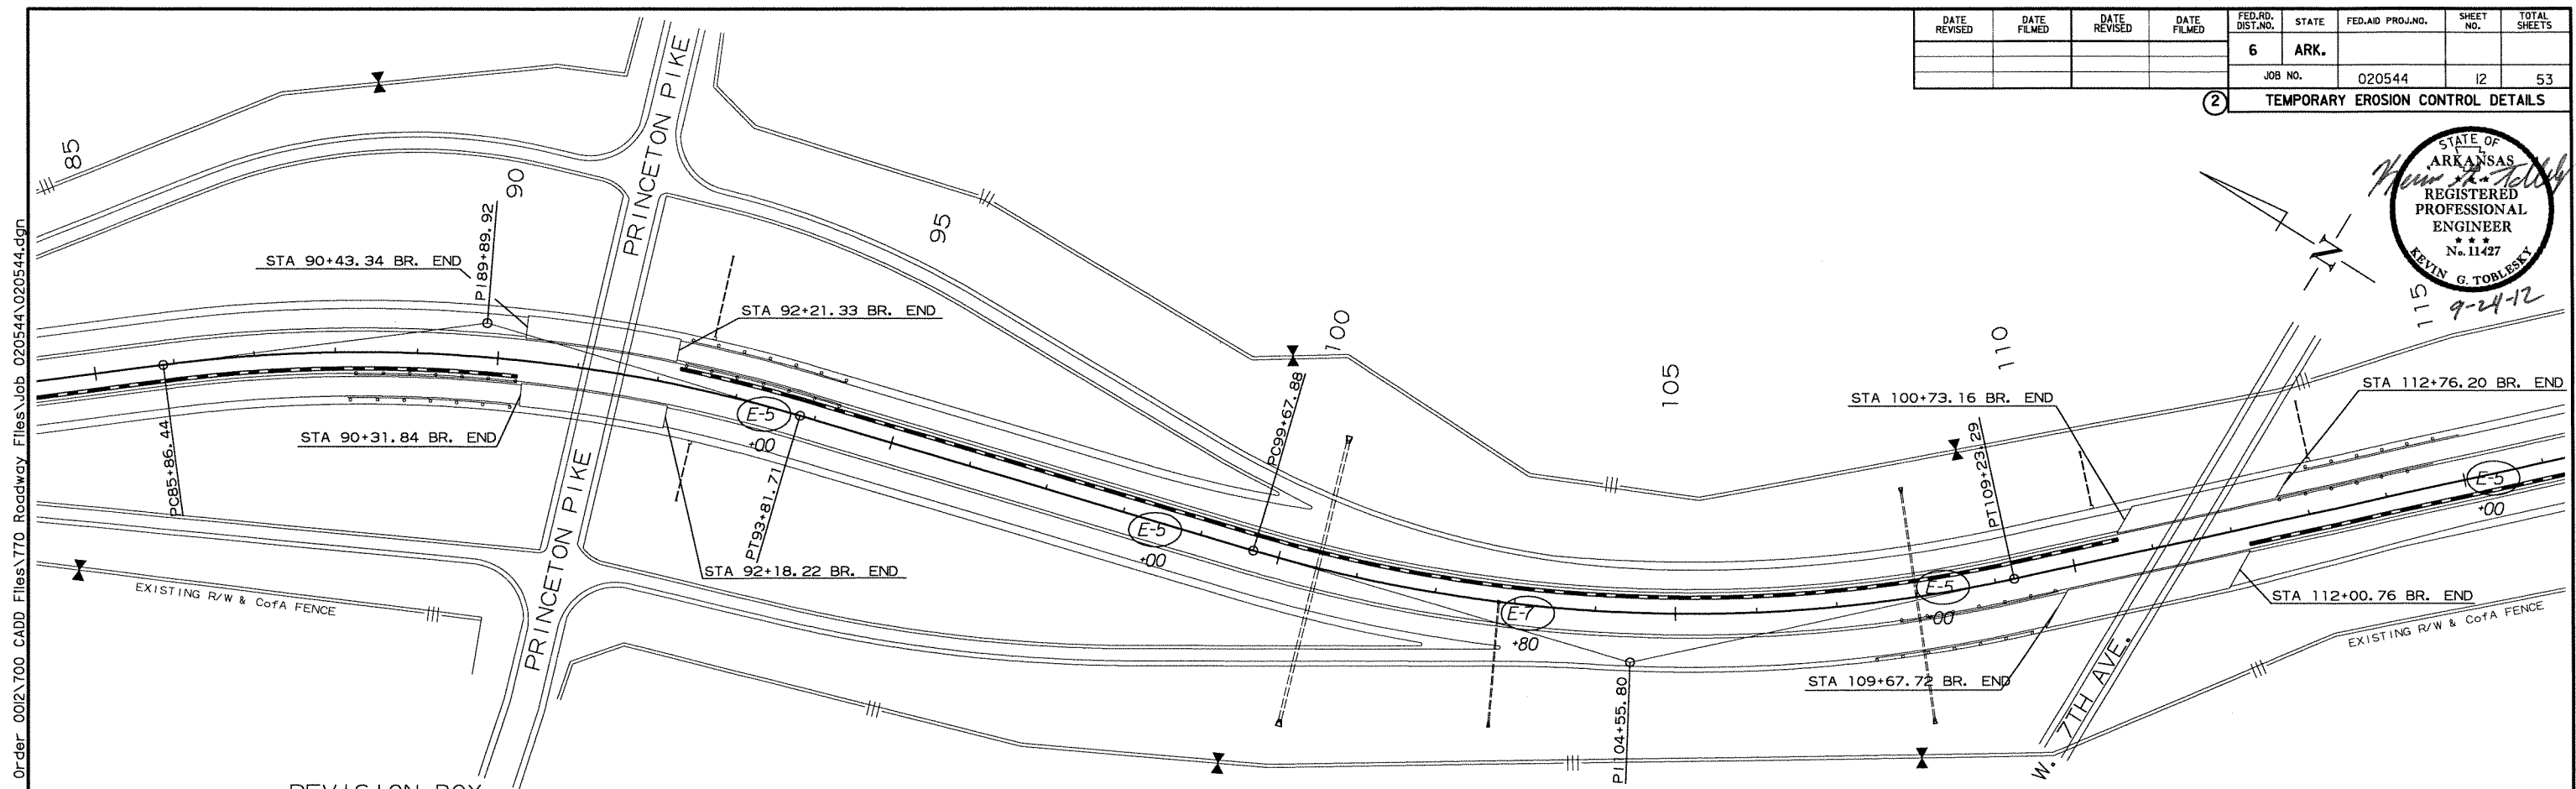 DATE REVISED
DATE FILMED
DATE REVISED
DATE FILMED
FED.RD. DIST.NO.
STATE
FED.AID PROJ.NO.
SHEET NO.
TOTAL SHEETS
6
ARK.
JOB NO.
020544
12
53
2
TEMPORARY EROSION CONTROL DETAILS
STATE OF
ARKANSAS
★ ★ ★
REGISTERED
PROFESSIONAL
ENGINEER
★ ★ ★
No. 11427
KEVIN G. TOBLESKY
9-24-12
N
Order 0012\700 CADD Files\770 Roadway Files\Job 020544\020544.dgn
85
90
95
100
105
110
115
PRINCETON PIKE
PRINCETON PIKE
W. 7TH AVE.
PC85+86.44
PI89+89.92
STA 90+43.34 BR. END
STA 90+31.84 BR. END
STA 92+21.33 BR. END
STA 92+18.22 BR. END
E-5
+00
PT93+81.71
E-5
+00
PC99+67.88
E-7
+80
PI104+55.80
E-5
+00
PT109+23.29
STA 100+73.16 BR. END
STA 109+67.72 BR. END
STA 112+76.20 BR. END
STA 112+00.76 BR. END
E-5
+00
EXISTING R/W & CofA FENCE
EXISTING R/W & CofA FENCE
REVISION BOX